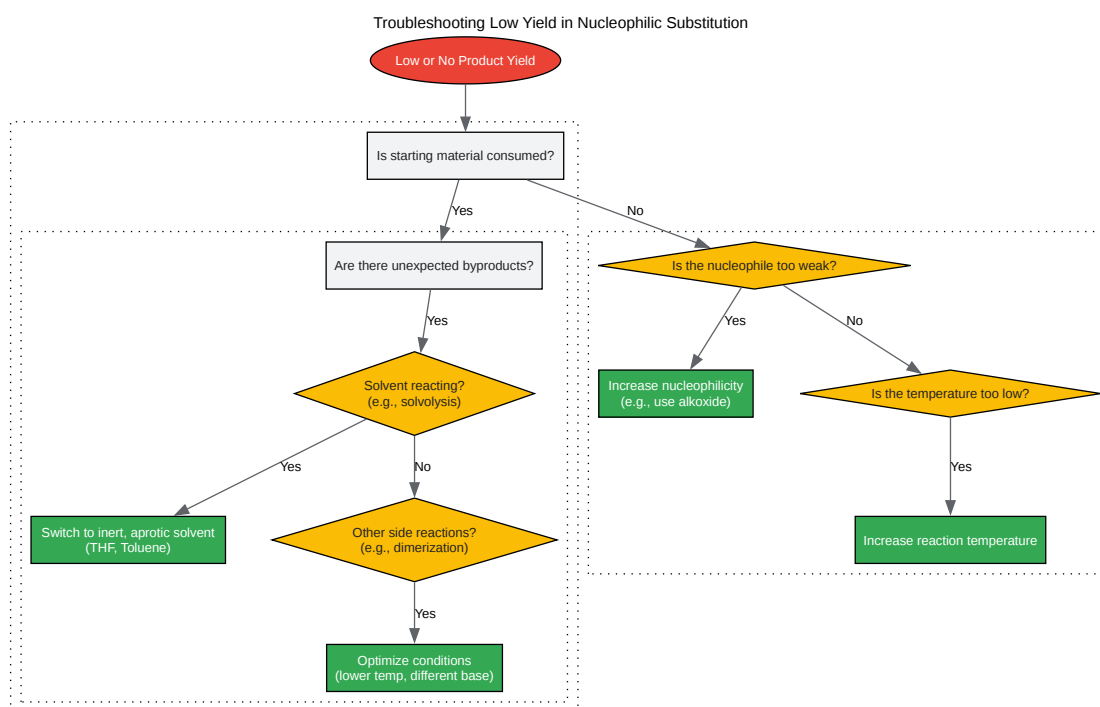 Troubleshooting Low Yield in Nucleophilic Substitution
Low or No Product Yield
Is starting material consumed?
Yes
No
Are there unexpected byproducts?
Is the nucleophile too weak?
Yes
Yes
No
Solvent reacting?
(e.g., solvolysis)
Increase nucleophilicity
(e.g., use alkoxide)
Is the temperature too low?
Yes
No
Yes
Switch to inert, aprotic solvent
(THF, Toluene)
Other side reactions?
(e.g., dimerization)
Increase reaction temperature
Yes
Optimize conditions
(lower temp, different base)